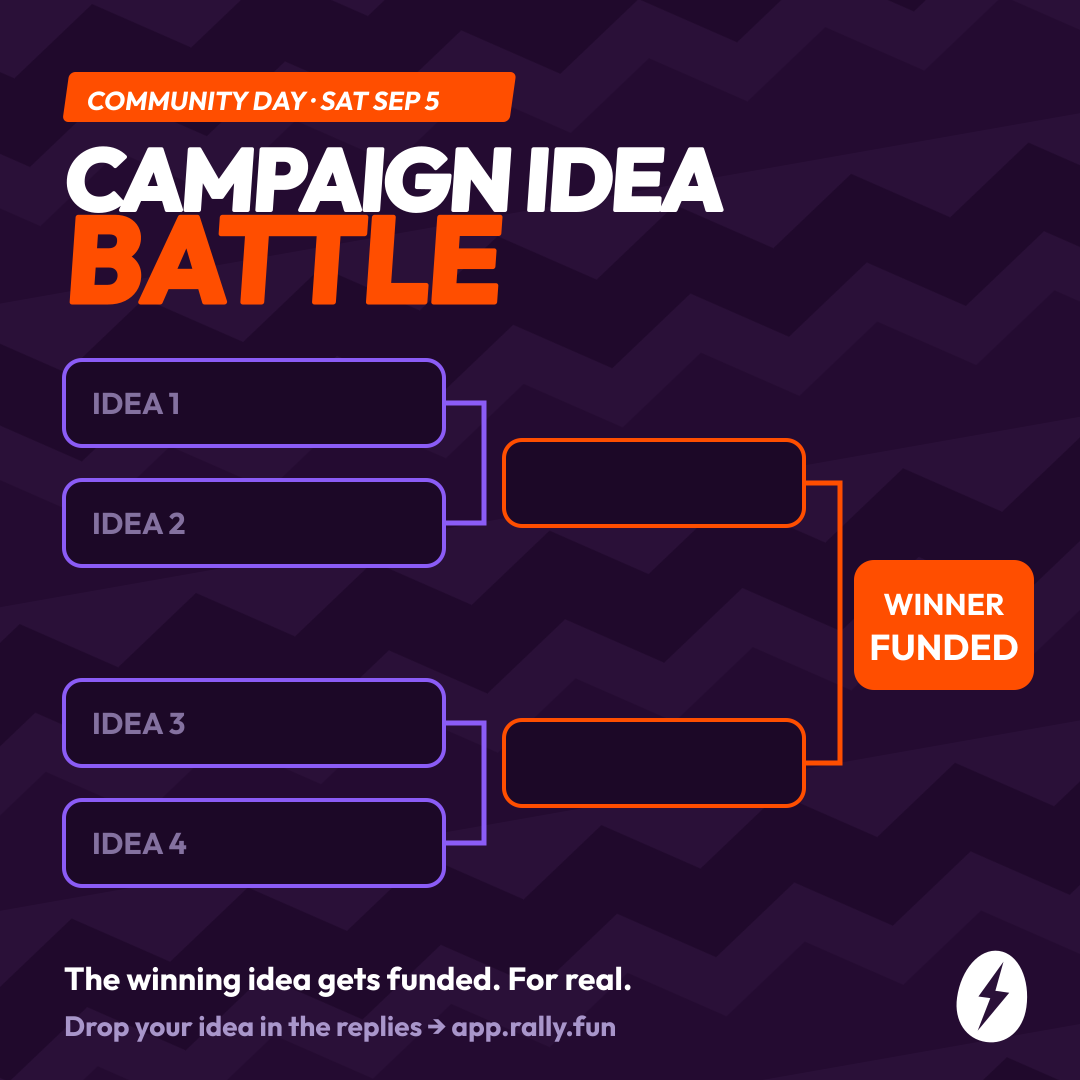 COMMUNITY DAY · SAT SEP 5
CAMPAIGN IDEA
BATTLE
IDEA 1
IDEA 2
WINNER
FUNDED
IDEA 3
IDEA 4
The winning idea gets funded. For real.
Drop your idea in the replies → app.rally.fun